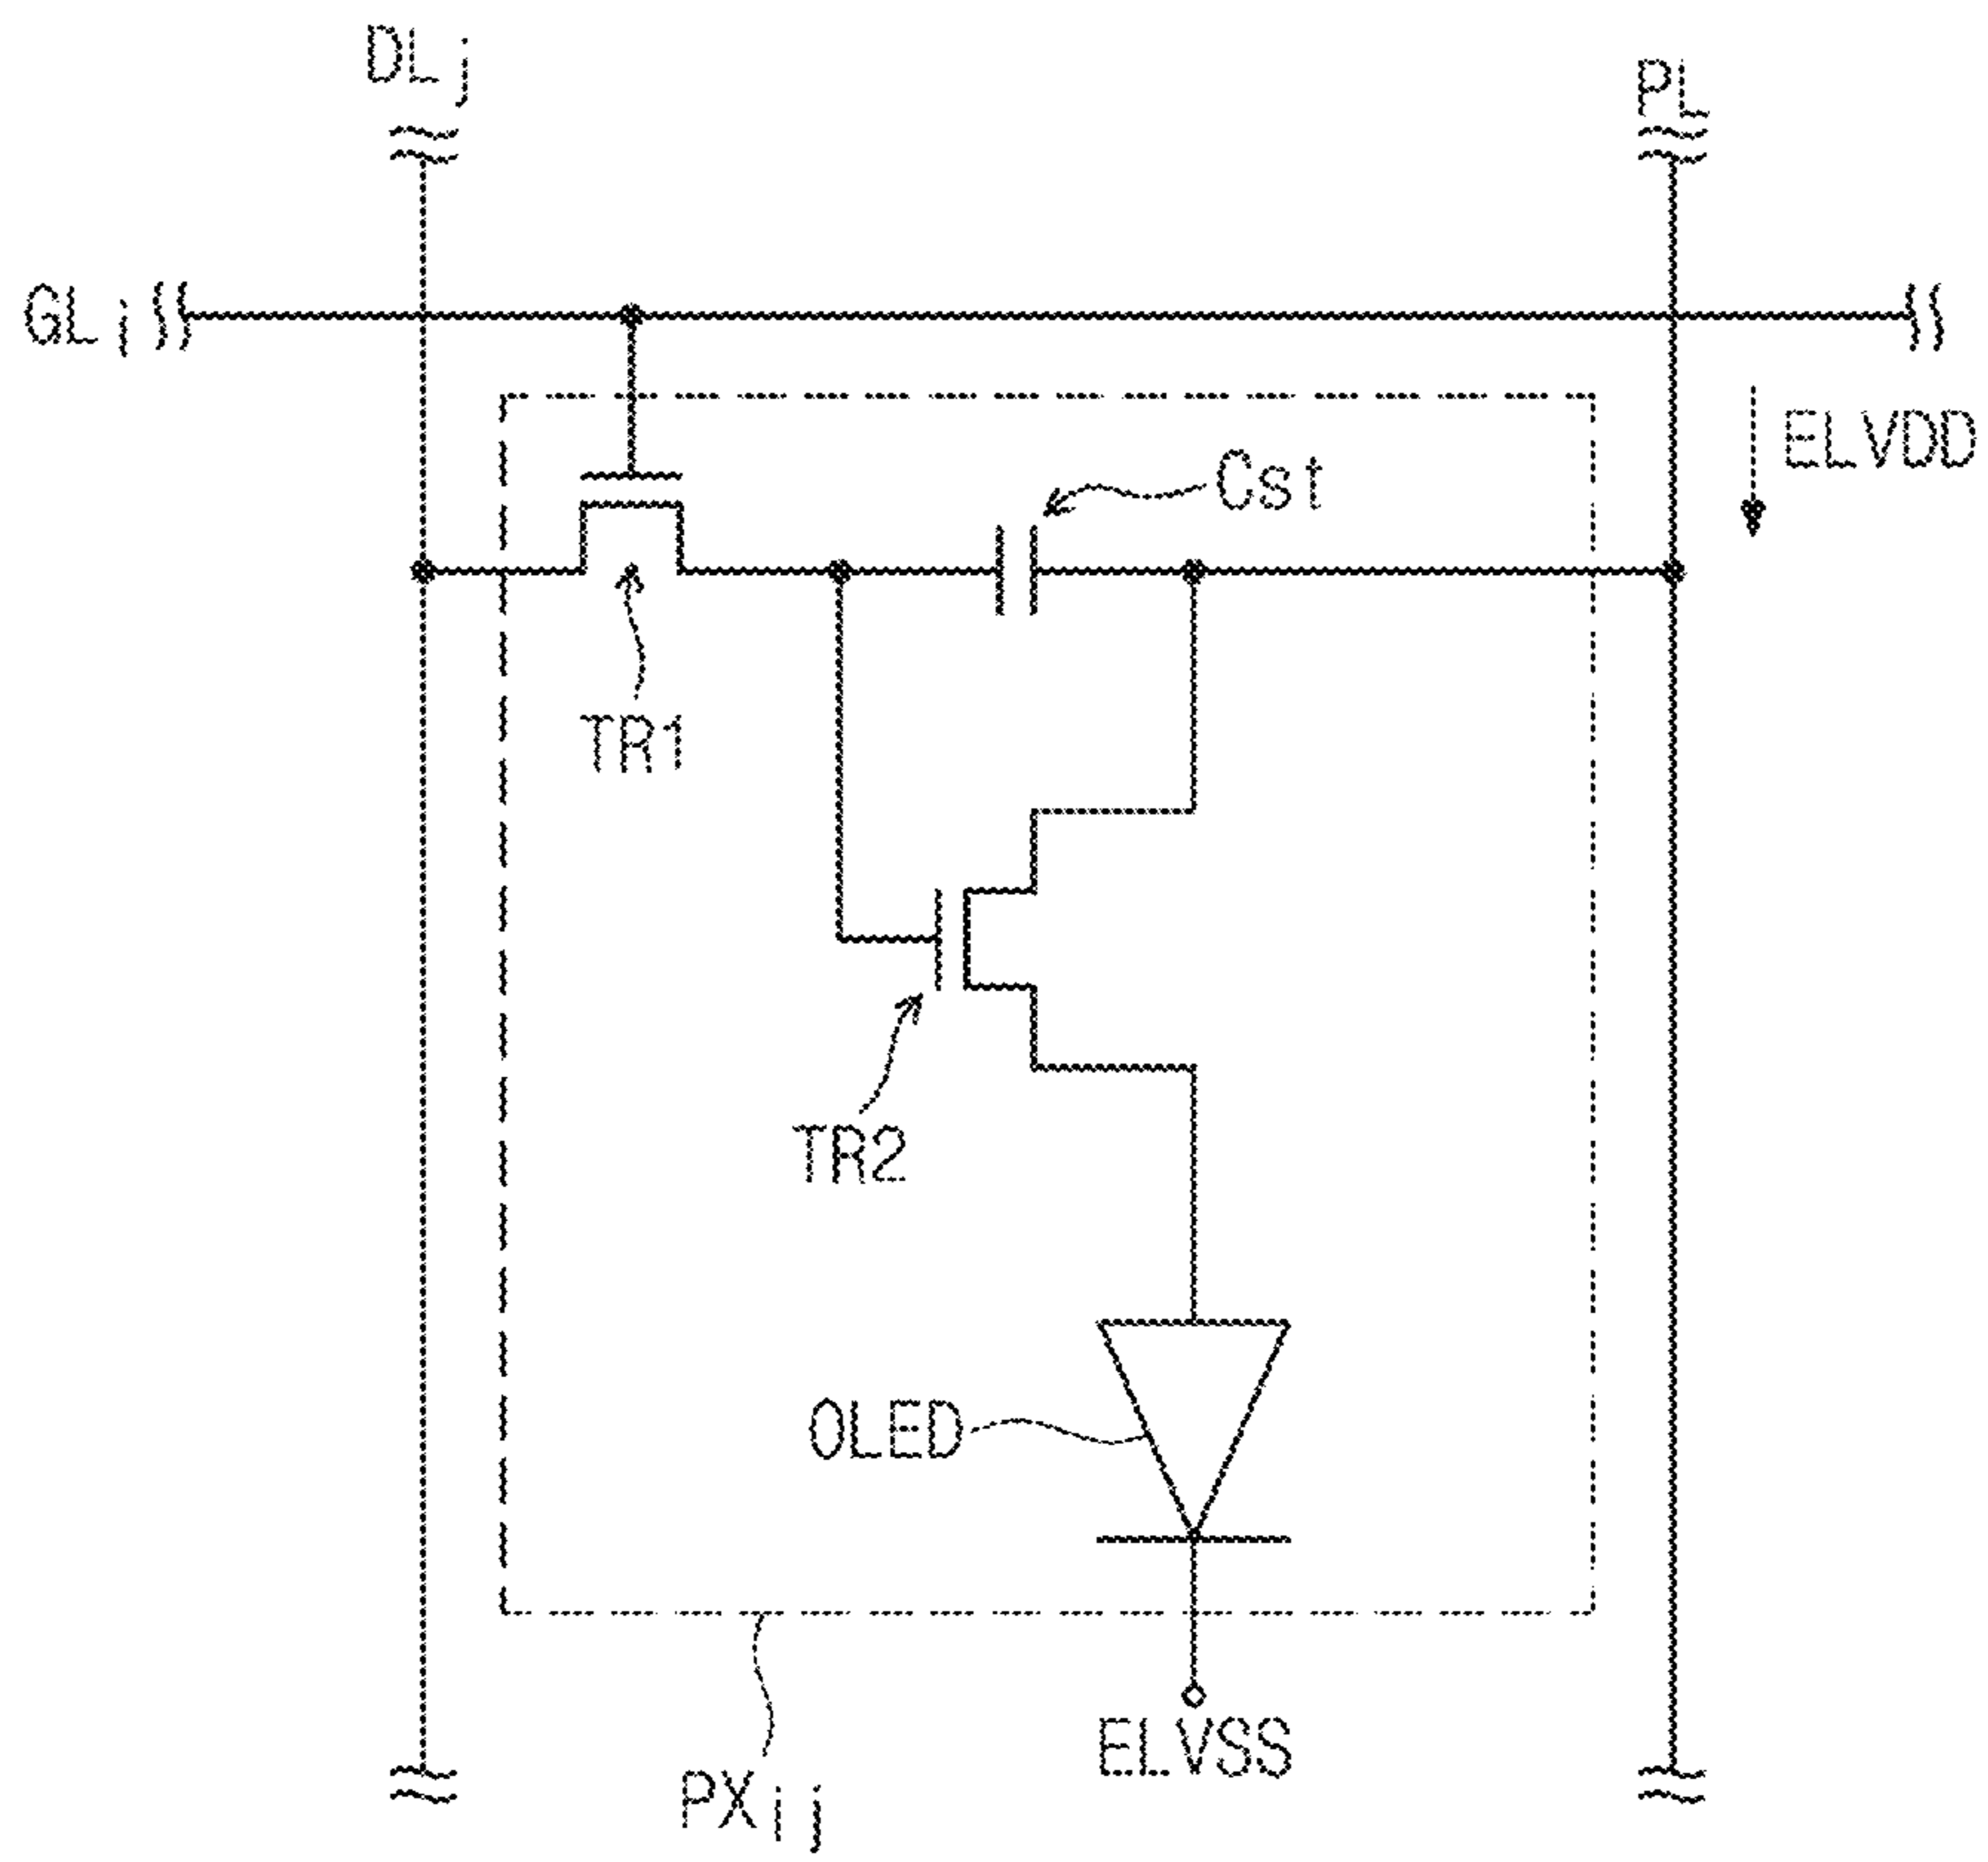 DLj
PL
GLi
ELVDD
Cst
TR1
TR2
OLED
ELVSS
PXij